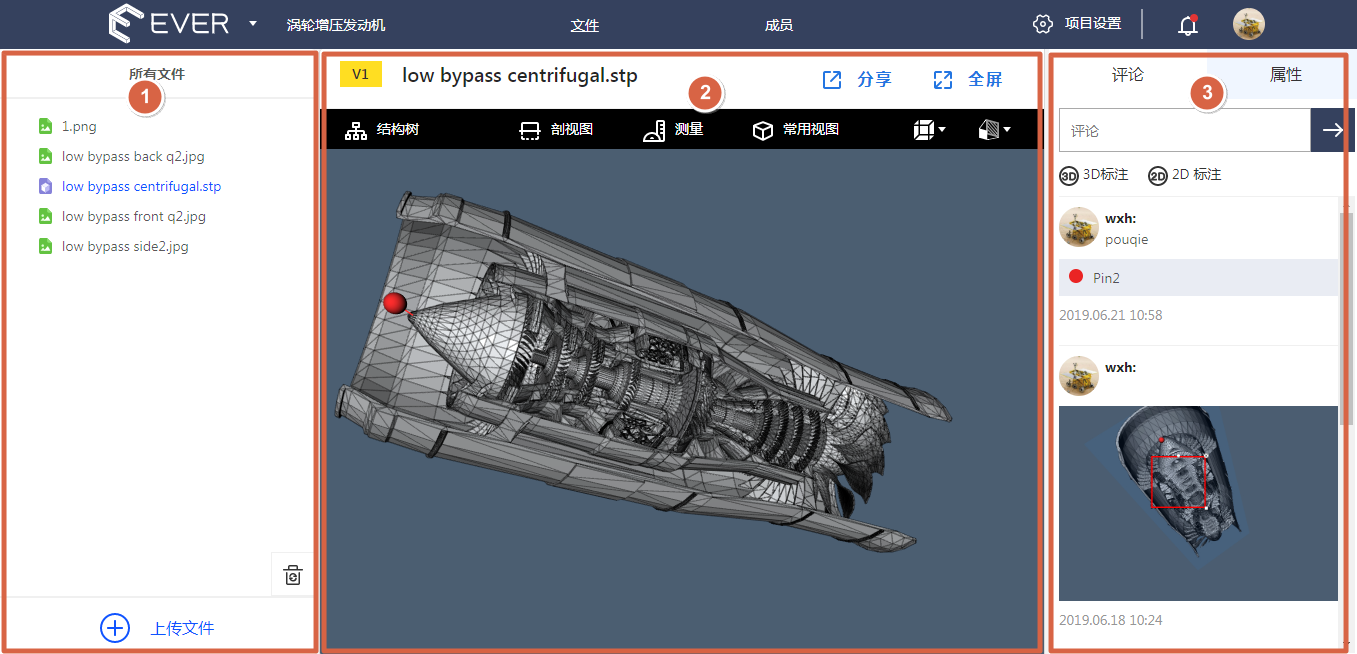 EVER
涡轮增压发动机
文件
成员
项目设置
所有文件
1
1.png
low bypass back q2.jpg
low bypass centrifugal.stp
low bypass front q2.jpg
low bypass side2.jpg
上传文件
V1
low bypass centrifugal.stp
2
分享
全屏
结构树
剖视图
测量
常用视图
评论
3
属性
评论
3D
3D标注
2D
2D 标注
wxh:
pouqie
Pin2
2019.06.21 10:58
wxh:
2019.06.18 10:24